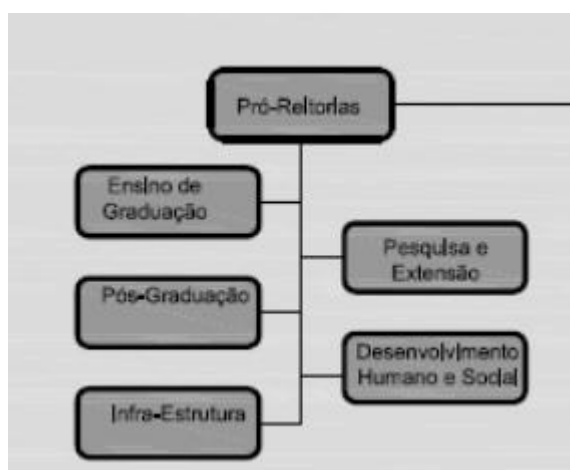 Pró-Reitorias
Ensino de
Graduação
Pesquisa e
Extensão
Pós-Graduação
Desenvolvimento
Humano e Social
Infra-Estrutura